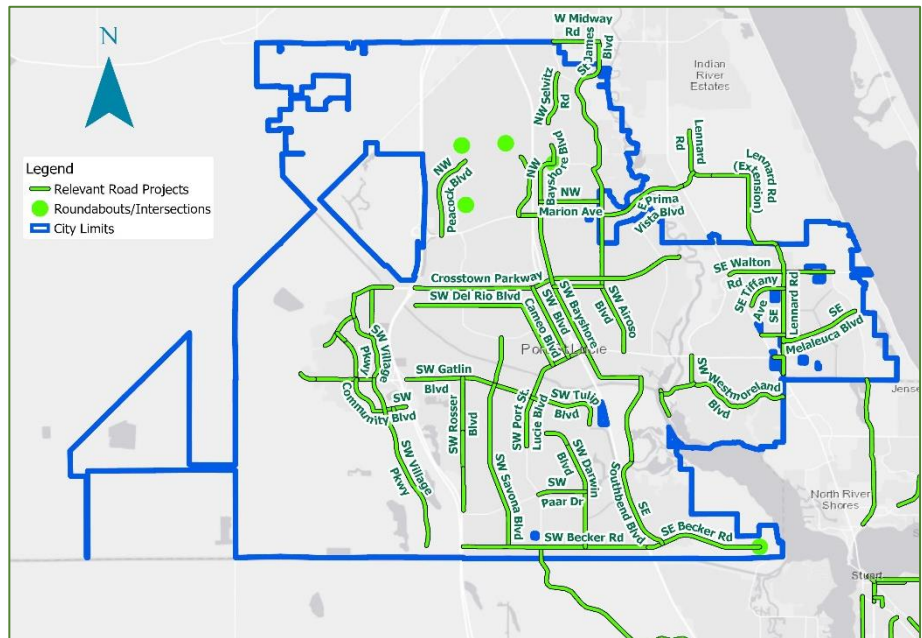 N
Legend
Relevant Road Projects
Roundabouts/Intersections
City Limits
W Midway
Rd
St James
Blvd
NW Selvitz
Rd
Indian
River
Estates
NW
Bayshore Blvd
NW
Peacock Blvd
Lennard
Rd
Lennard Rd
(Extension)
NW
Marion Ave
E Prima
Vista Blvd
Crosstown Parkway
SW Del Rio Blvd
SW Bayshore
Blvd
SW
Cameo Blvd
SW Airoso
Blvd
SE Walton
Rd
SE Tiffany
Ave
SE
Lennard Rd
SE
Melaleuca Blvd
SW Village
Pkwy
SW Gatlin
Blvd
SW
Community Blvd
SW Rosser
Blvd
SW Port St.
Lucie Blvd
SW Tulip
Blvd
SW Westmoreland
Blvd
SW Village
Pkwy
SW Savona Blvd
SW Darwin
Blvd
SW
Paar Dr
SE
Southbend Blvd
SW Becker Rd
SE Becker Rd
North River
Shores
Stuart